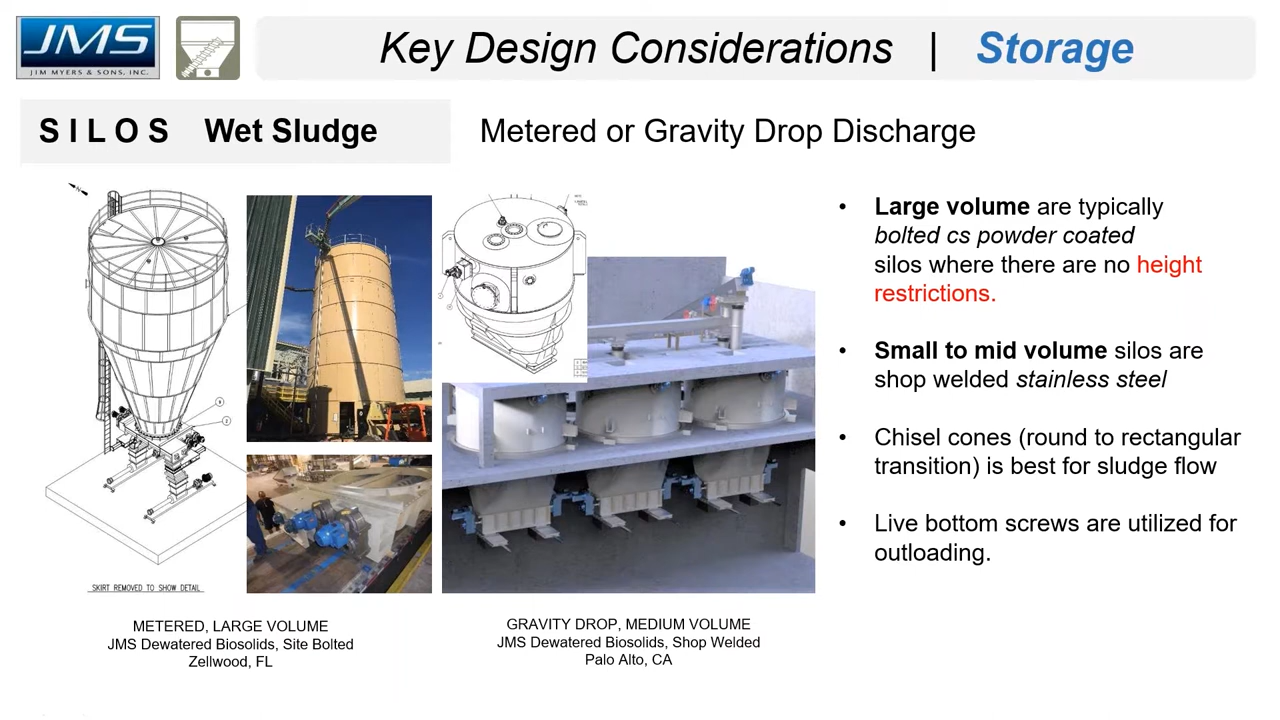 JMS
JIM MYERS & SONS, INC.
Key Design Considerations | Storage
SILOS Wet Sludge
Metered or Gravity Drop Discharge
• Large volume are typically
bolted cs powder coated
silos where there are no height
restrictions.
• Small to mid volume silos are
shop welded stainless steel
• Chisel cones (round to rectangular
transition) is best for sludge flow
• Live bottom screws are utilized for
outloading.
SKIRT REMOVED TO SHOW DETAIL
METERED, LARGE VOLUME
JMS Dewatered Biosolids, Site Bolted
Zellwood, FL
GRAVITY DROP, MEDIUM VOLUME
JMS Dewatered Biosolids, Shop Welded
Palo Alto, CA